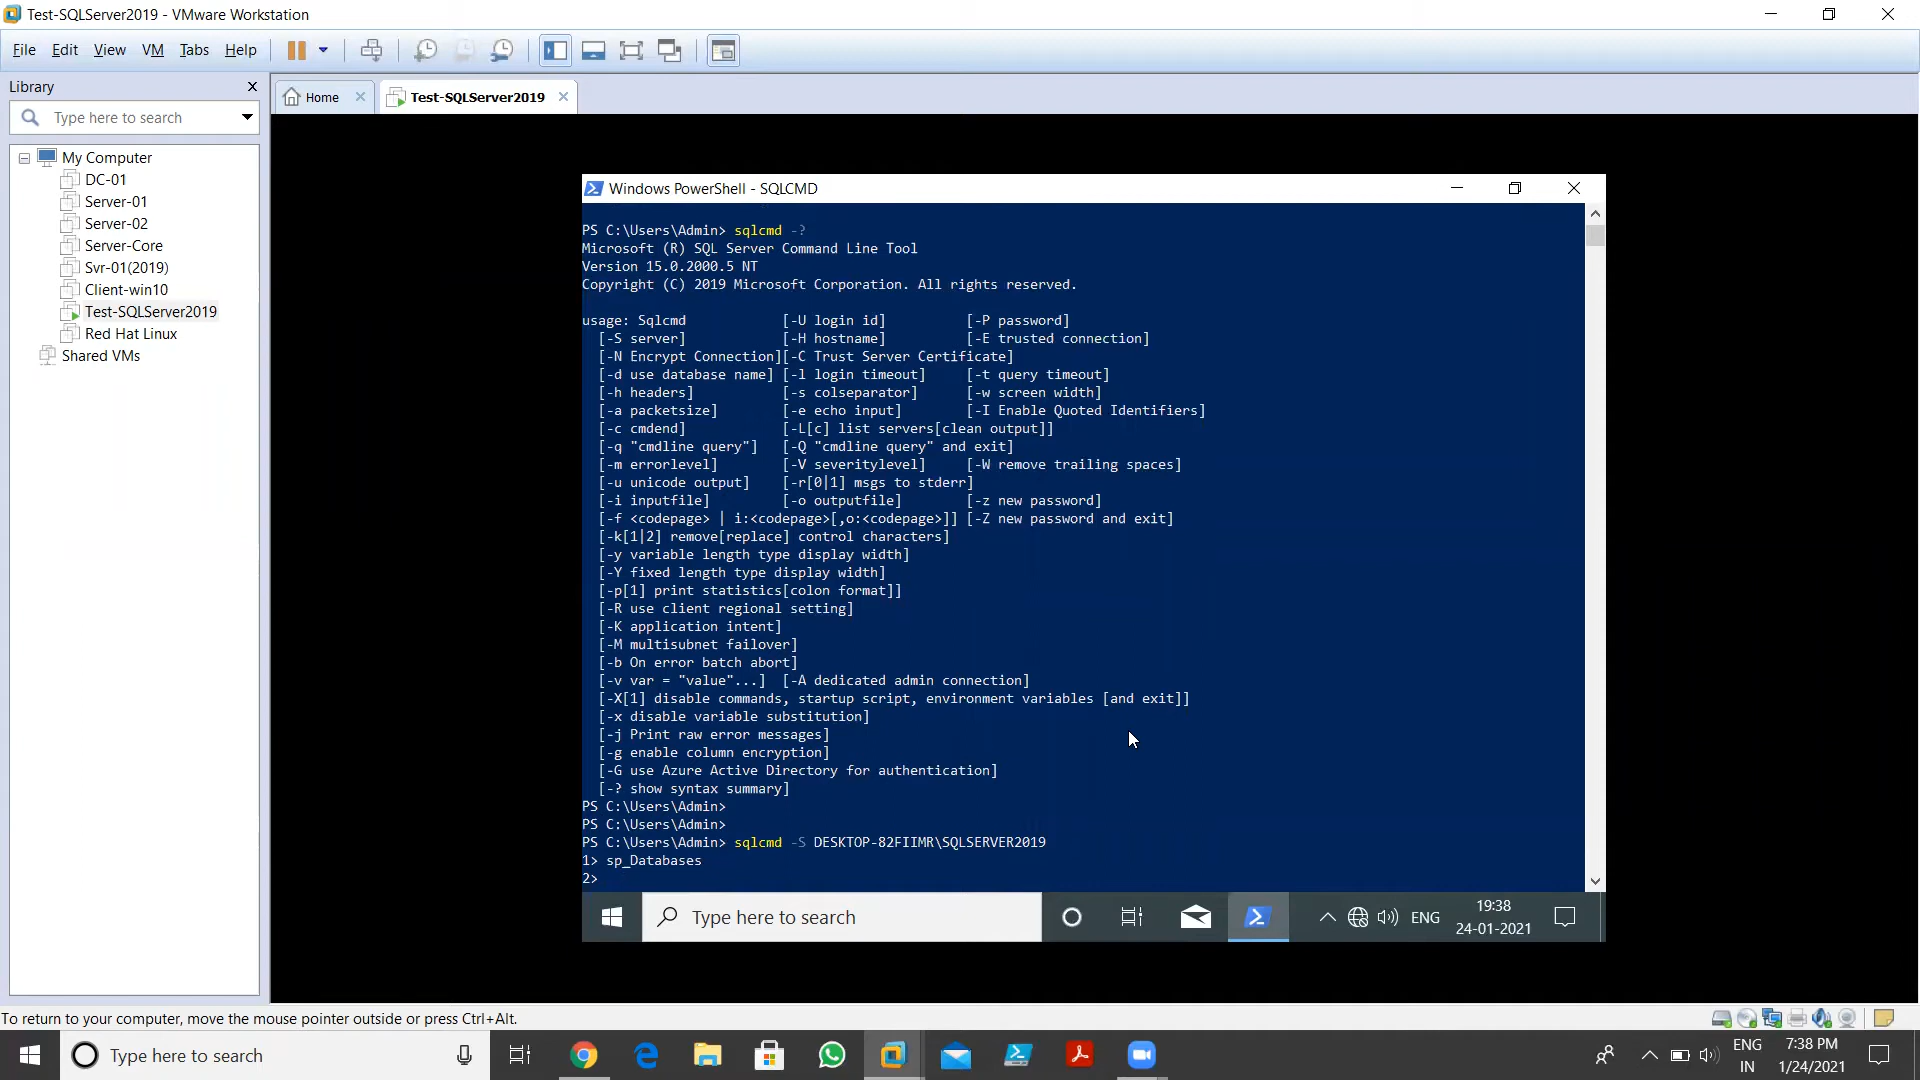 Test-SQLServer2019 - VMware Workstation
File Edit View VM Tabs Help
Library
Type here to search
My Computer
DC-01
Server-01
Server-02
Server-Core
Svr-01(2019)
Client-win10
Test-SQLServer2019
Red Hat Linux
Shared VMs
Home
Test-SQLServer2019
Windows PowerShell - SQLCMD
PS C:\Users\Admin> sqlcmd -?
Microsoft (R) SQL Server Command Line Tool
Version 15.0.2000.5 NT
Copyright (C) 2019 Microsoft Corporation. All rights reserved.
usage: Sqlcmd [-U login id] [-P password]
[-S server] [-H hostname] [-E trusted connection]
[-N Encrypt Connection][-C Trust Server Certificate]
[-d use database name] [-l login timeout] [-t query timeout]
[-h headers] [-s colseparator] [-w screen width]
[-a packetsize] [-e echo input] [-I Enable Quoted Identifiers]
[-c cmdend] [-L[c] list servers[clean output]]
[-q "cmdline query"] [-Q "cmdline query" and exit]
[-m errorlevel] [-V severitylevel] [-W remove trailing spaces]
[-u unicode output] [-r[0|1] msgs to stderr]
[-i inputfile] [-o outputfile] [-z new password]
[-f <codepage> | i:<codepage>[,o:<codepage>]] [-Z new password and exit]
[-k[1|2] remove[replace] control characters]
[-y variable length type display width]
[-Y fixed length type display width]
[-p[1] print statistics[colon format]]
[-R use client regional setting]
[-K application intent]
[-M multisubnet failover]
[-b On error batch abort]
[-v var = "value"...] [-A dedicated admin connection]
[-X[1] disable commands, startup script, environment variables [and exit]]
[-x disable variable substitution]
[-j Print raw error messages]
[-g enable column encryption]
[-G use Azure Active Directory for authentication]
[-? show syntax summary]
PS C:\Users\Admin>
PS C:\Users\Admin>
PS C:\Users\Admin> sqlcmd -S DESKTOP-82FIIMR\SQLSERVER2019
1> sp_Databases
2>
Type here to search
ENG
19:38
24-01-2021
To return to your computer, move the mouse pointer outside or press Ctrl+Alt.
Type here to search
ENG
IN
7:38 PM
1/24/2021